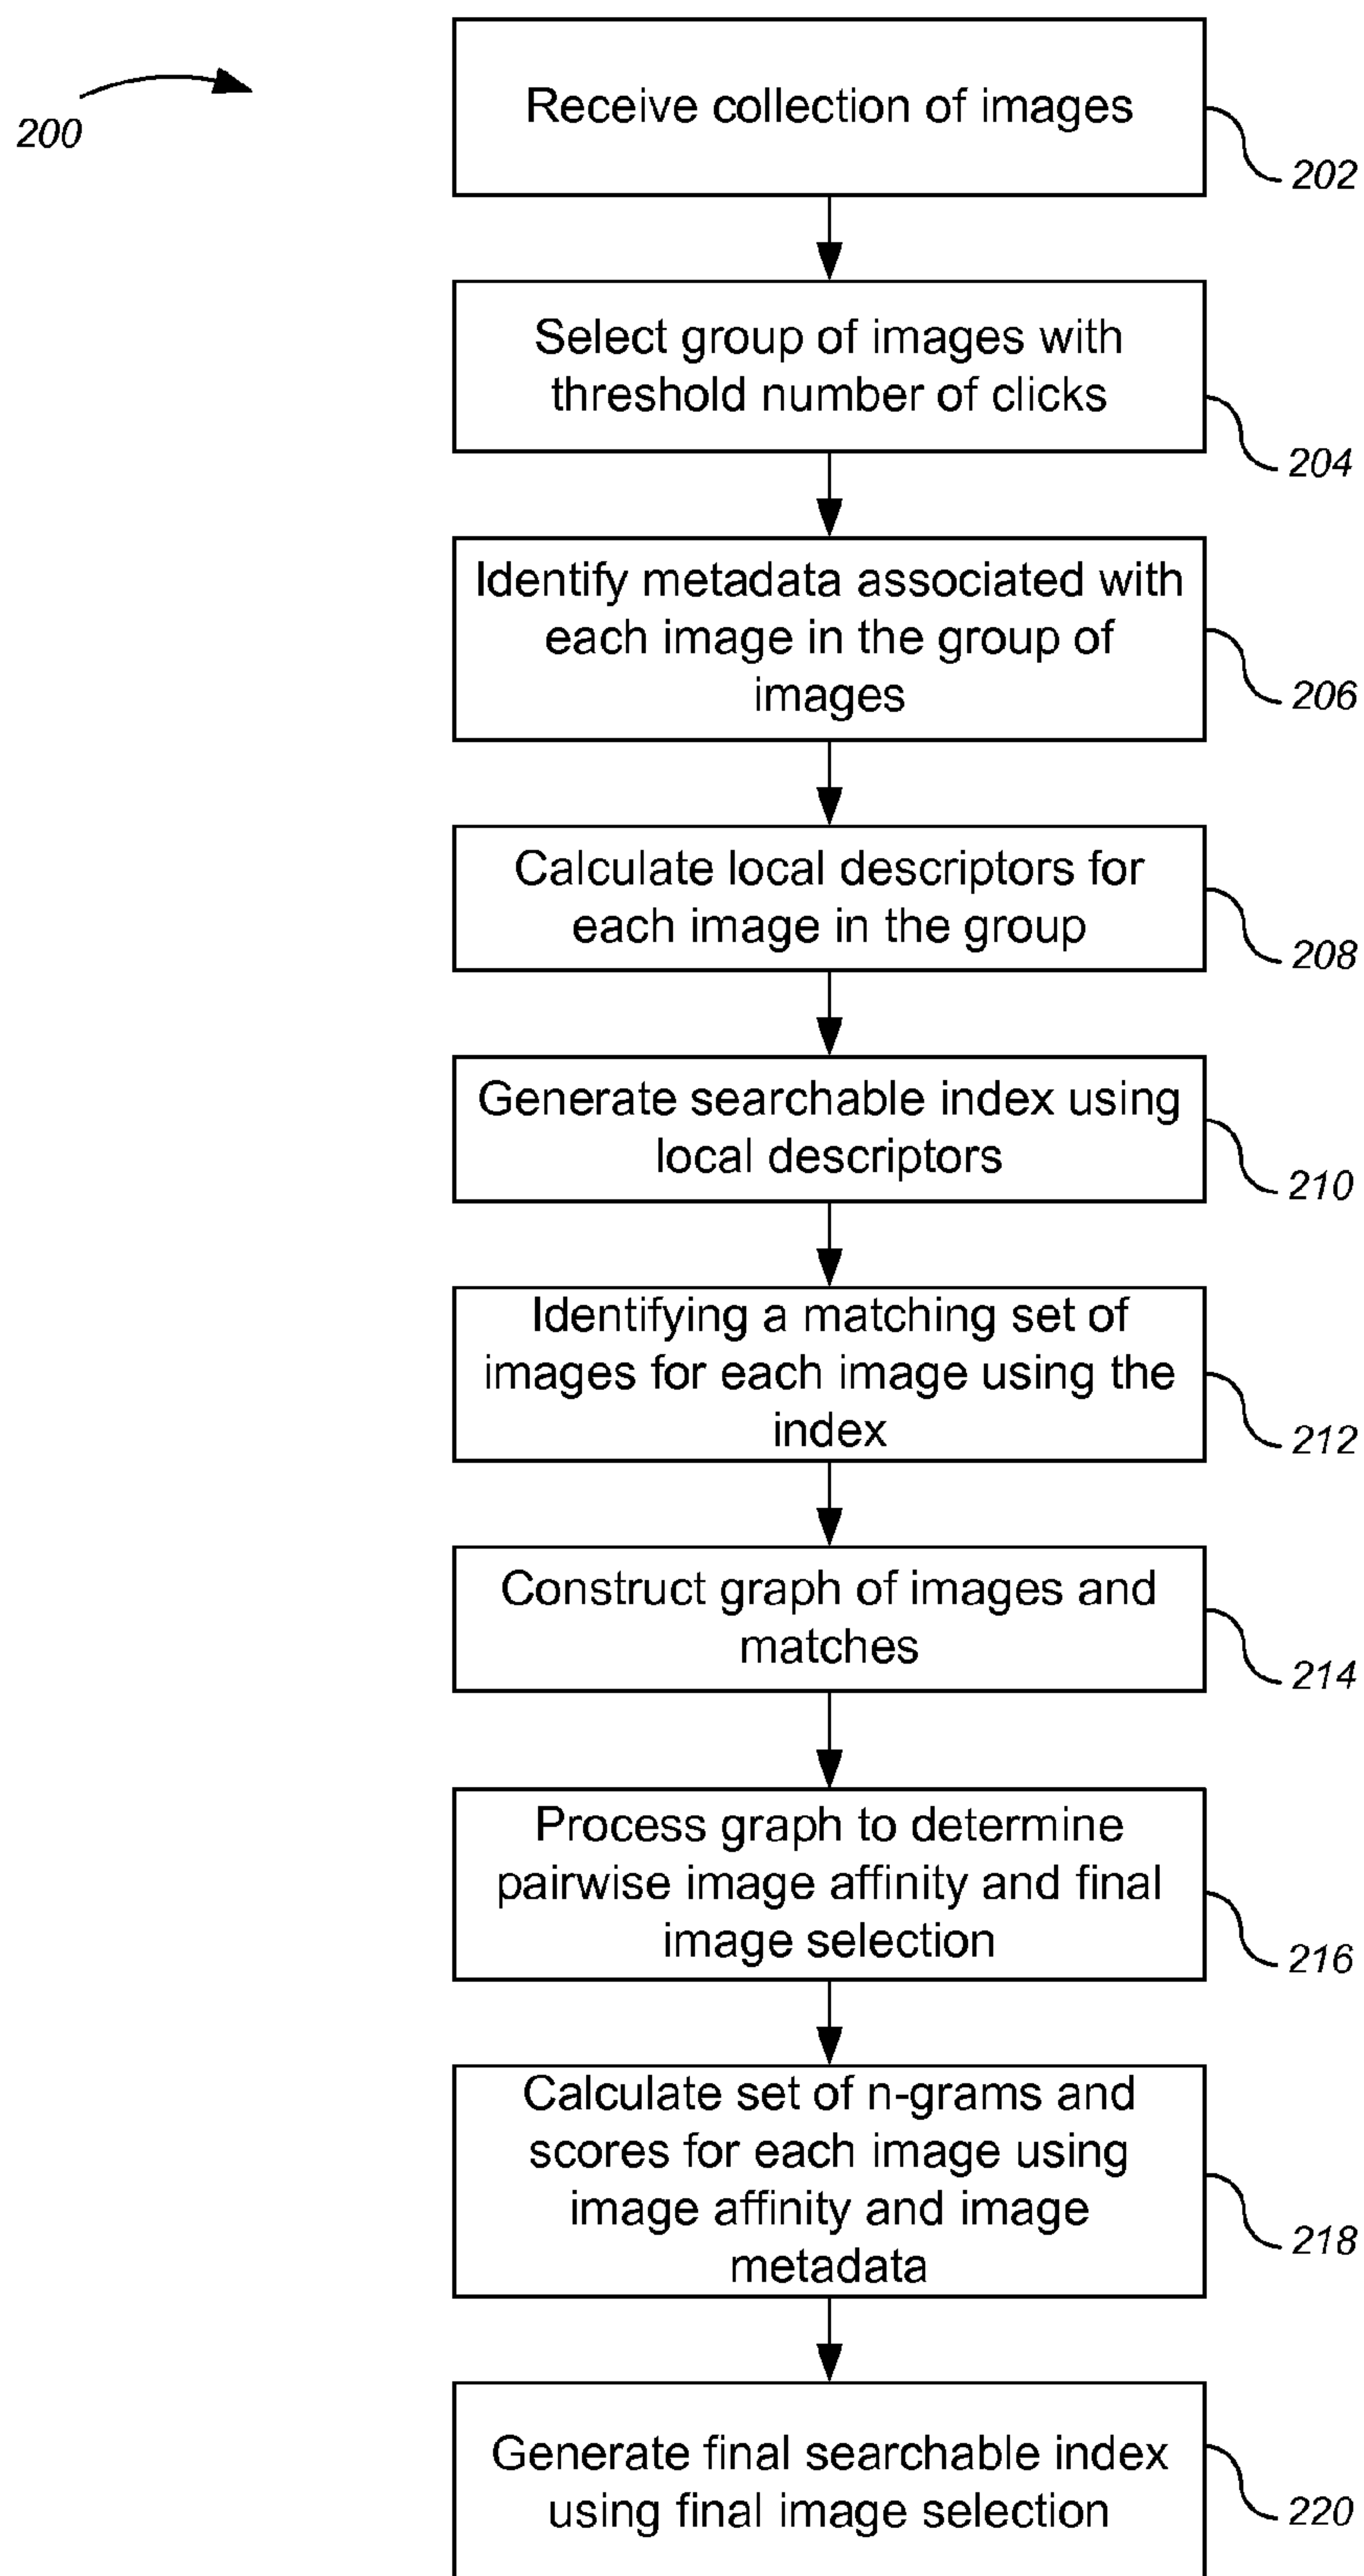 200
Receive collection of images
202
Select group of images with
threshold number of clicks
204
Identify metadata associated with
each image in the group of
images
206
Calculate local descriptors for
each image in the group
208
Generate searchable index using
local descriptors
210
Identifying a matching set of
images for each image using the
index
212
Construct graph of images and
matches
214
Process graph to determine
pairwise image affinity and final
image selection
216
Calculate set of n-grams and
scores for each image using
image affinity and image
metadata
218
Generate final searchable index
using final image selection
220